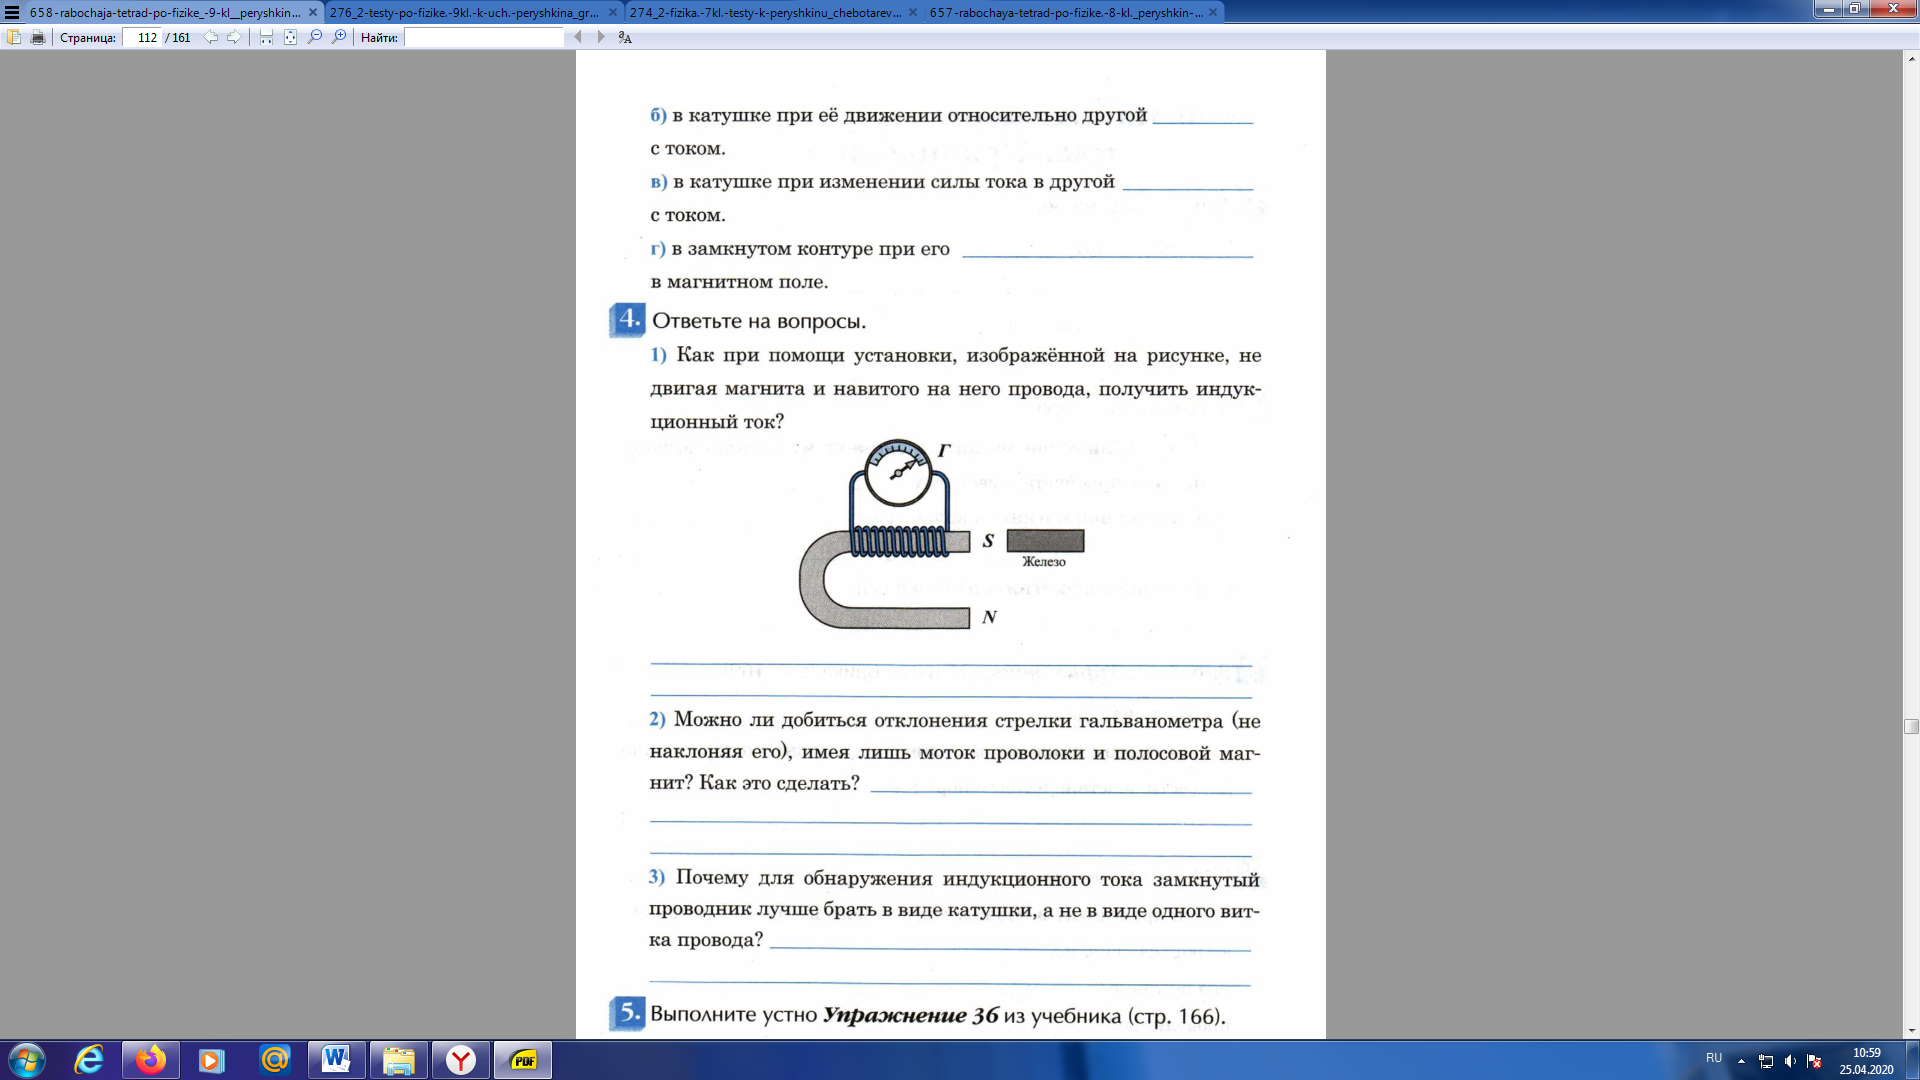 658-rabochaja-tetrad-po-fizike_-9-kl__peryshkin...
276_2-testy-po-fizike.-9kl.-k-uch.-peryshkina_gr...
274_2-fizika.-7kl.-testy-k-peryshkinu_chebotarev...
657-rabochaya-tetrad-po-fizike.-8-kl._peryshkin-...
Страница: 112 / 161 Найти:
б) в катушке при её движении относительно другой
с током.
в) в катушке при изменении силы тока в другой
с током.
г) в замкнутом контуре при его
в магнитном поле.
4. Ответьте на вопросы.
1) Как при помощи установки, изображённой на рисунке, не
двигая магнита и навитого на него провода, получить индук-
ционный ток?
Г
S
Железо
N
2) Можно ли добиться отклонения стрелки гальванометра (не
наклоняя его), имея лишь моток проволоки и полосовой маг-
нит? Как это сделать?
3) Почему для обнаружения индукционного тока замкнутый
проводник лучше брать в виде катушки, а не в виде одного вит-
ка провода?
5. Выполните устно Упражнение 36 из учебника (стр. 166).
PDF
RU
10:59
25.04.2020